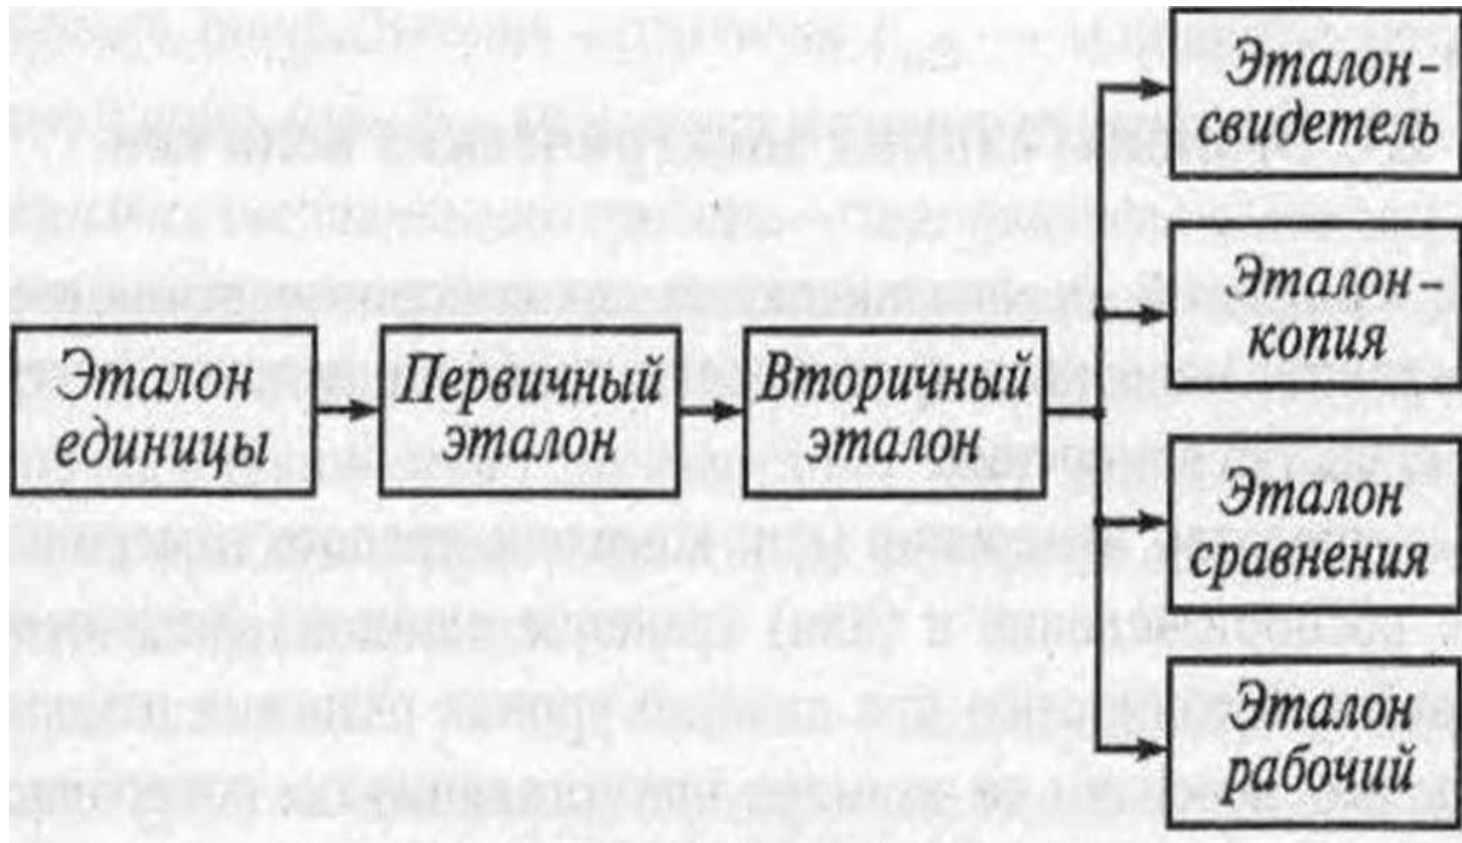 Эталон-
свидетель
Эталон-
копия
Эталон
единицы
Первичный
эталон
Вторичный
эталон
Эталон
сравнения
Эталон
рабочий